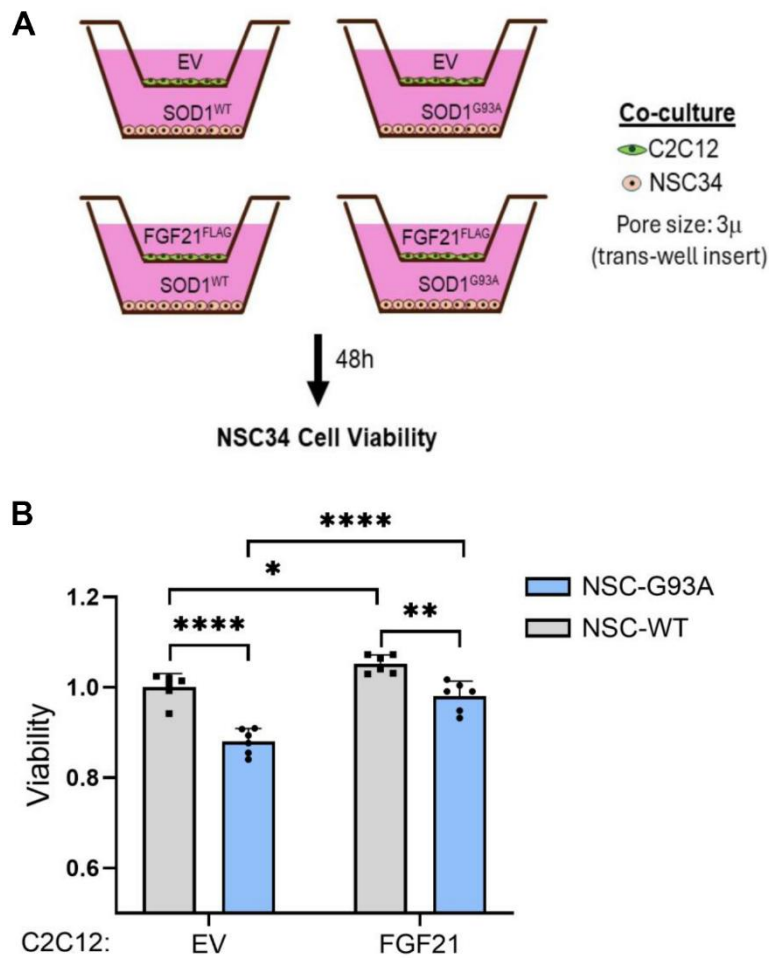 A
EV
EV
SOD1ᵂᵀ
SOD1ᴳ⁹³ᴬ
Co-culture
C2C12
NSC34
Pore size: 3μ
(trans-well insert)
FGF21ᶠᴸᴬᴳ
FGF21ᶠᴸᴬᴳ
SOD1ᵂᵀ
SOD1ᴳ⁹³ᴬ
48h
NSC34 Cell Viability
B
****
*
****
**
NSC-G93A
NSC-WT
Viability
1.2
1.0
0.8
0.6
C2C12:
EV
FGF21